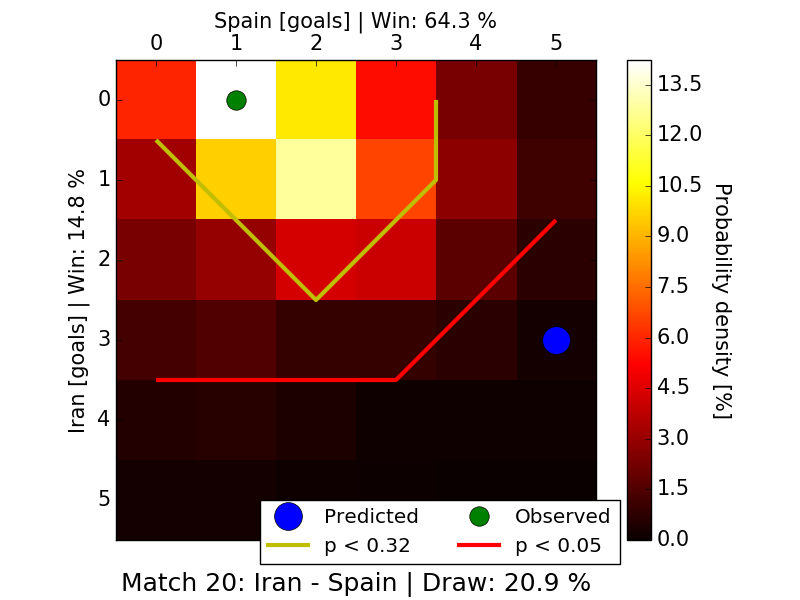 Spain [goals] | Win: 64.3 %
0 1 2 3 4 5
Iran [goals] | Win: 14.8 %
0
1
2
3
4
5
13.5
12.0
10.5
9.0
7.5
6.0
4.5
3.0
1.5
0.0
Probability density [%]
Predicted Observed
p < 0.32 p < 0.05
Match 20: Iran - Spain | Draw: 20.9 %